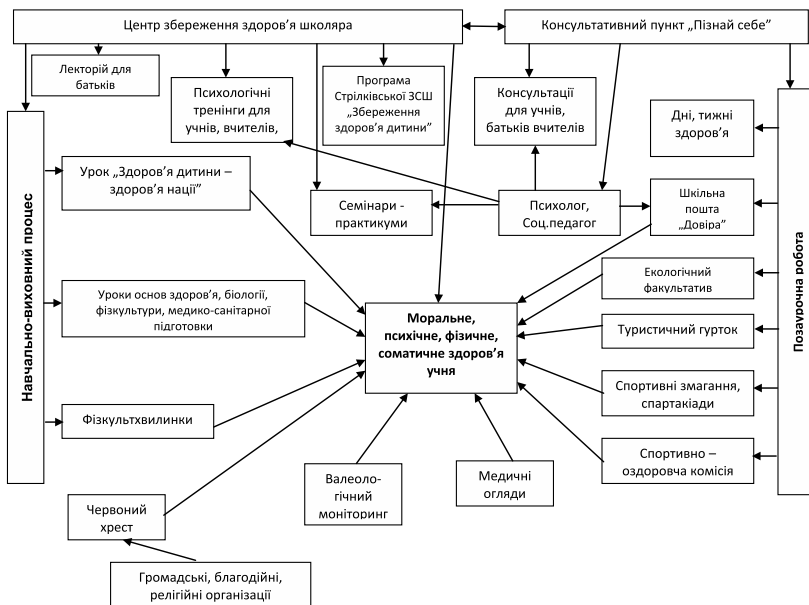 Центр збереження здоров’я школяра
Консультативний пункт „Пізнай себе”
Лекторій для
батьків
Психологічні
тренінги для
учнів, вчителів,
Програма
Стрілківської ЗСШ
„Збереження
здоров’я дитини”
Консультації
для учнів,
батьків вчителів
Дні, тижні
здоров’я
Навчально-виховний процес
Урок „Здоров’я дитини –
здоров’я нації”
Семінари -
практикуми
Психолог,
Соц.педагог
Шкільна
пошта
„Довіра”
Позаурочна робота
Уроки основ здоров’я, біології,
фізкультури, медико-санітарної
підготовки
Моральне,
психічне, фізичне,
соматичне здоров’я
учня
Екологічний
факультатив
Туристичний гурток
Спортивні змагання,
спартакіади
Фізкультхвилинки
Спортивно –
оздоровча комісія
Валеоло-
гічний
моніторинг
Медичні
огляди
Червоний
хрест
Громадські, благодійні,
релігійні організації